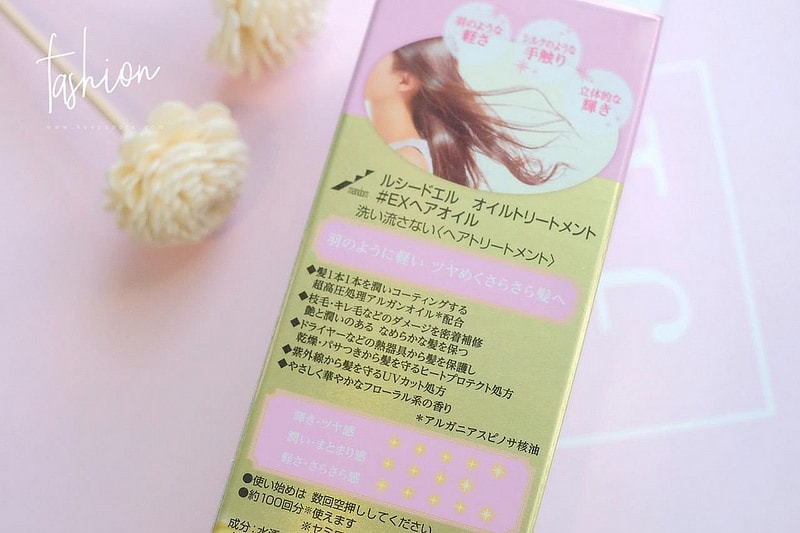 fashion
羽のような
軽さ
シルクのような
手触り
立体的な
輝き
mandom
ルシードエル オイルトリートメント
#EXヘアオイル
洗い流さない〈ヘアトリートメント〉
羽のように軽い ツヤめくさらさら髪へ
◆髪1本1本を潤いコーティングする
超高圧処理アルガンオイル*配合
◆枝毛・キレ毛などのダメージを密着補修
艶と潤いのある なめらかな髪を保つ
◆ドライヤーなどの熱器具から髪を保護し
乾燥・パサつきから髪を守るヒートプロテクト処方
◆紫外線から髪を守るUVカット処方
◆やさしく華やかなフローラル系の香り
*アルガニアスピノサ核油
輝き・ツヤ感
潤い・まとまり感
軽さ・さらさら感
●使い始めは 数回空押ししてください
●約100回分※使えます
成分:水添